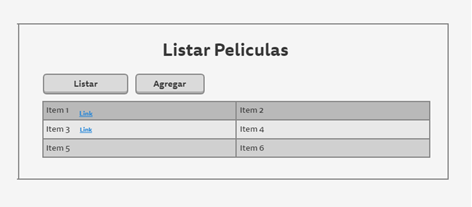 Listar Peliculas
Listar Agregar
Item 1 Link Item 2
Item 3 Link Item 4
Item 5 Item 6